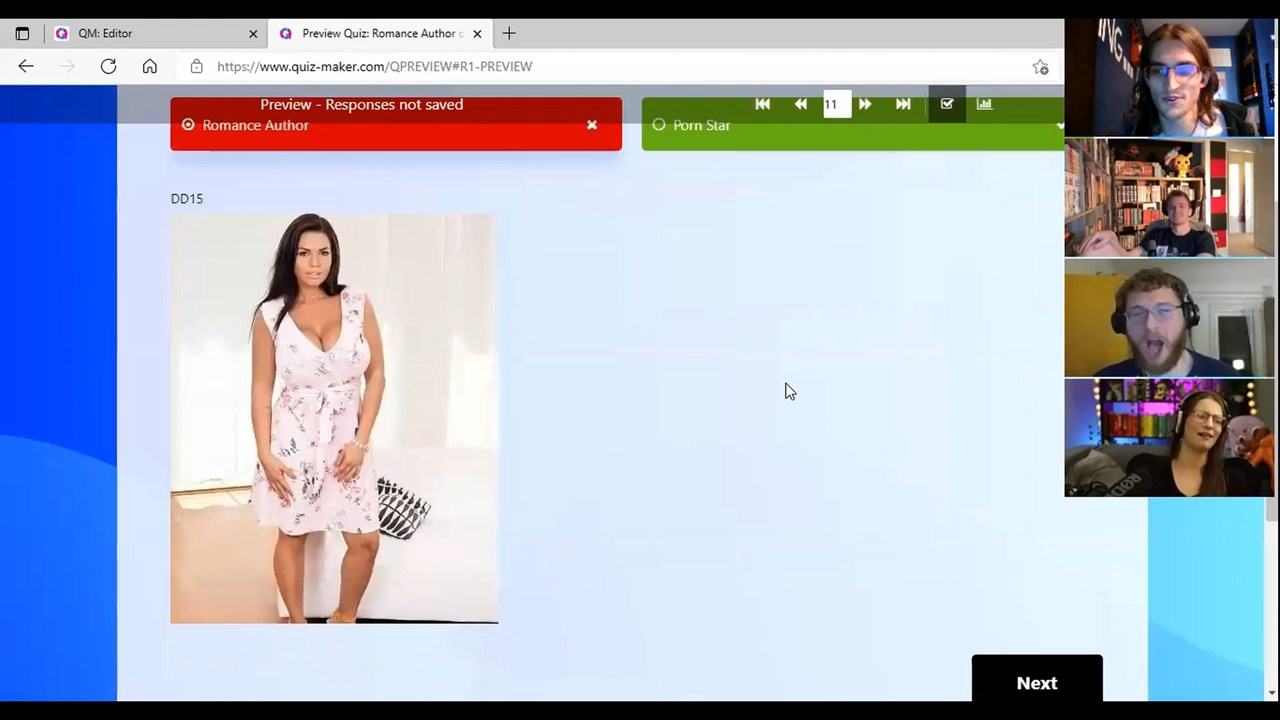 QM: Editor
Preview Quiz: Romance Author c
https://www.quiz-maker.com/QPREVIEW#R1-PREVIEW
Preview - Responses not saved
11
Romance Author
Porn Star
DD15
Next